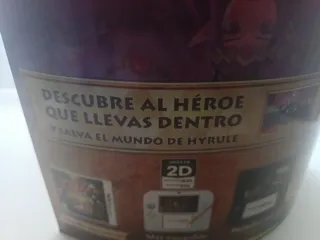 DESCUBRE AL HÉROE
QUE LLEVAS DENTRO
Y SALVA EL MUNDO DE HYRULE
2D